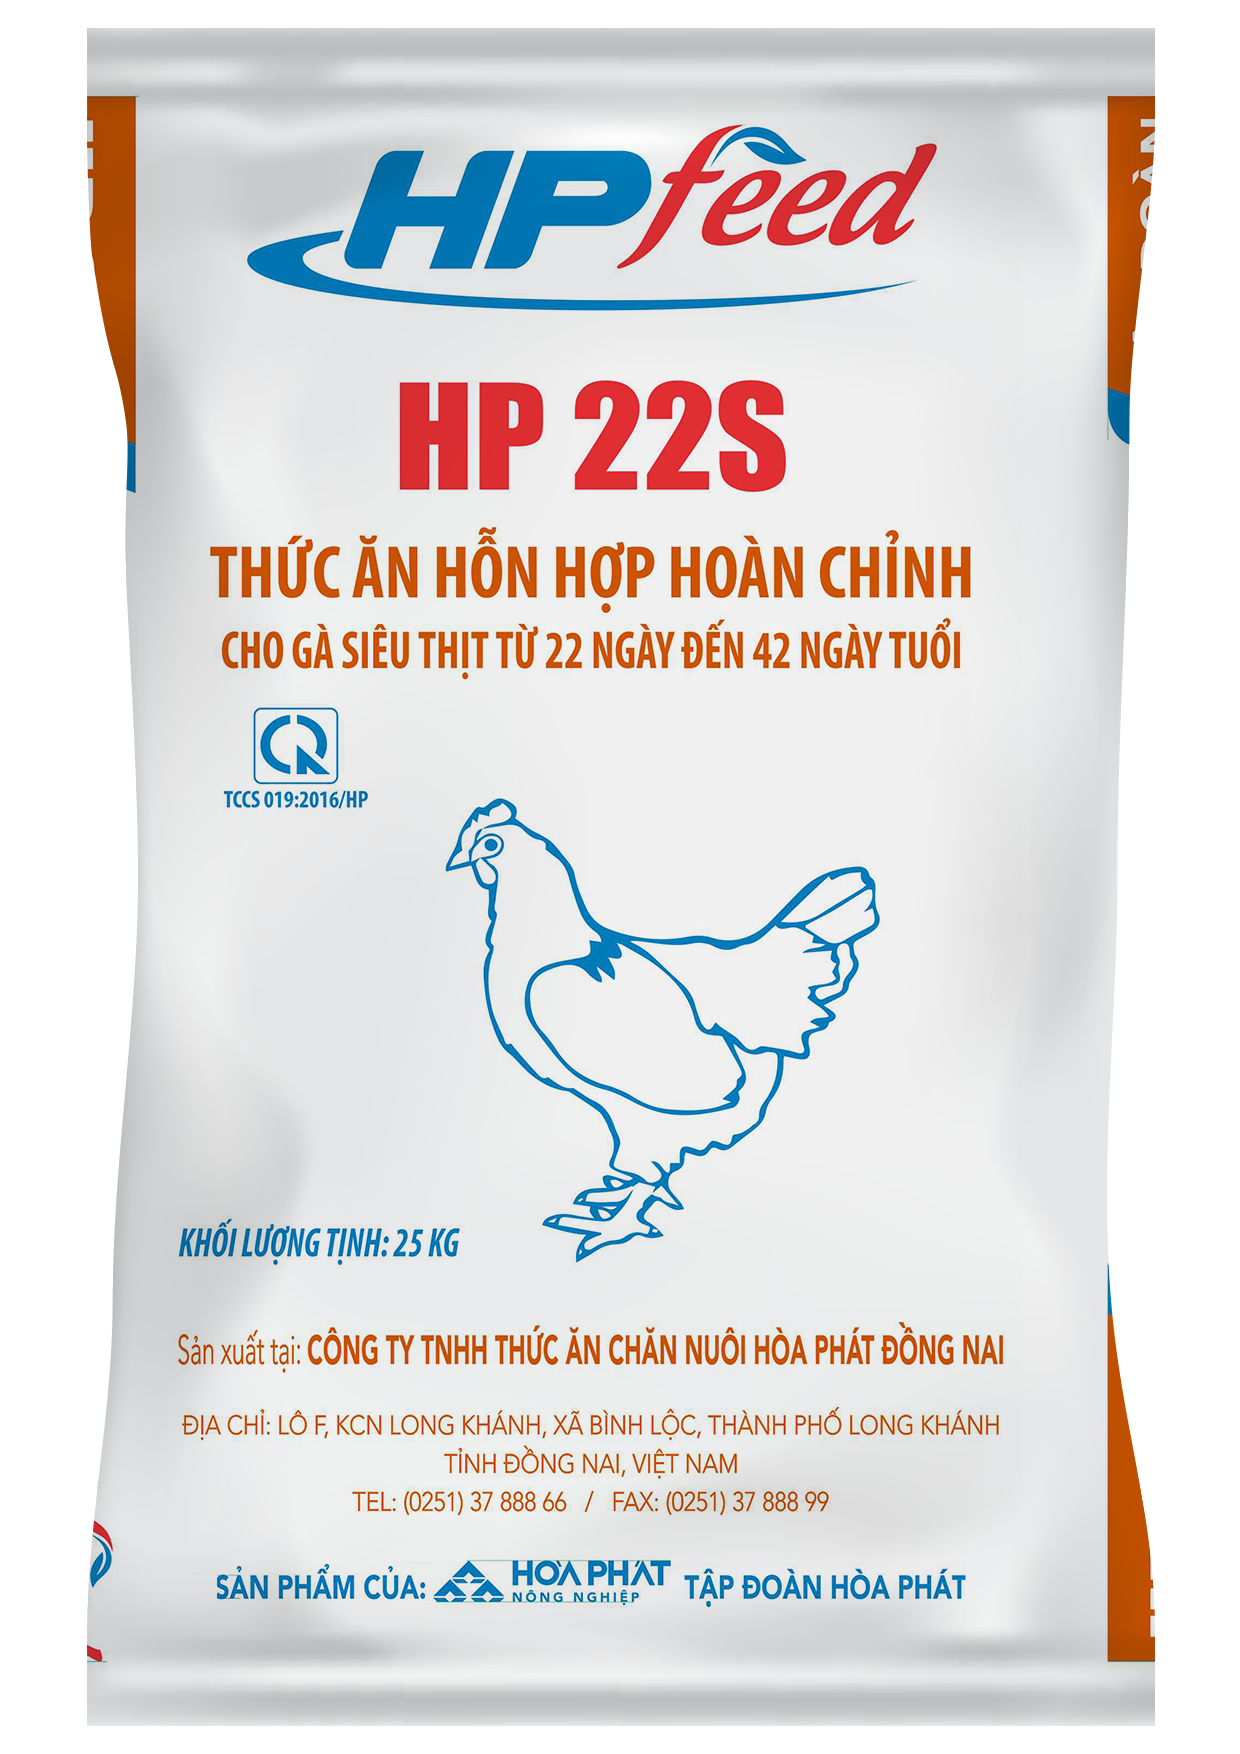 HPfeed
HP 22S
THỨC ĂN HỖN HỢP HOÀN CHỈNH
CHO GÀ SIÊU THỊT TỪ 22 NGÀY ĐẾN 42 NGÀY TUỔI
TCCS 019:2016/HP
KHỐI LƯỢNG TỊNH: 25 KG
Sản xuất tại: CÔNG TY TNHH THỨC ĂN CHĂN NUÔI HÒA PHÁT ĐỒNG NAI
ĐỊA CHỈ: LÔ F, KCN LONG KHÁNH, XÃ BÌNH LỘC, THÀNH PHỐ LONG KHÁNH
TỈNH ĐỒNG NAI, VIỆT NAM
TEL: (0251) 37 888 66 / FAX: (0251) 37 888 99
SẢN PHẨM CỦA: HÒA PHÁT NÔNG NGHIỆP TẬP ĐOÀN HÒA PHÁT